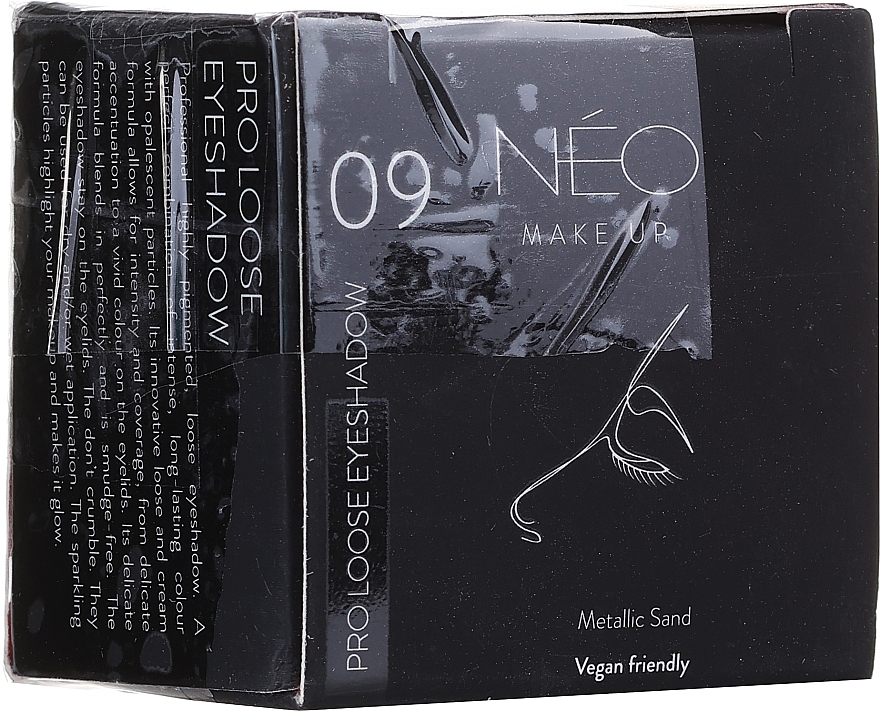 PRO LOOSE
EYESHADOW
Professional, highly pigmented, loose eyeshadow. A
perfect combination of intense, long-lasting colour
with opalescent particles. Its innovative loose and cream
formula allows for intensity and coverage, from delicate
accentuation to a vivid colour on the eyelids. Its delicate
formula blends in perfectly and is smudge-free. The
eyeshadow stay on the eyelids. The don't crumble. They
can be used for dry and/or wet application. The sparkling
particles highlight your makeup and makes it glow.
09
NÉO
MAKE UP
PRO LOOSE EYESHADOW
Metallic Sand
Vegan friendly